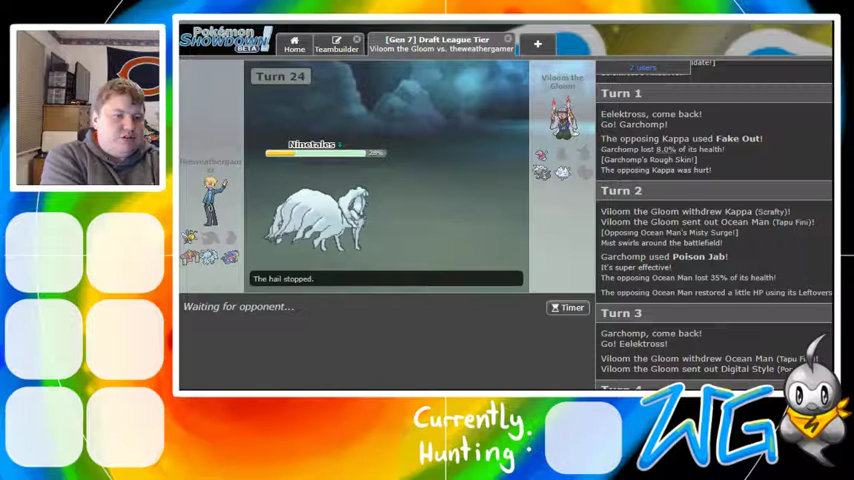 Pokémon
SHOWDOWN!
BETA
Home
Teambuilder
[Gen 7] Draft League Tier
Viloom the Gloom vs. theweathergamer
2 users
Turn 24
Viloom the
Gloom
Ninetales
Turn 1
Eelektross, come back!
Go! Garchomp!
The opposing Kappa used Fake Out!
Garchomp lost 8.0% of its health!
[Garchomp's Rough Skin!]
The opposing Kappa was hurt!
Turn 2
Viloom the Gloom withdrew Kappa (Scrafty)!
Viloom the Gloom sent out Ocean Man (Tapu Fini)!
[Opposing Ocean Man's Misty Surge!]
Mist swirls around the battlefield!
Garchomp used Poison Jab!
It's super effective!
The opposing Ocean Man lost 35% of its health!
The opposing Ocean Man restored a little HP using its Leftovers
Turn 3
Garchomp, come back!
Go! Eelektross!
Viloom the Gloom withdrew Ocean Man (Tapu Fini)!
Viloom the Gloom sent out Digital Style
The hail stopped.
Waiting for opponent...
Timer
Currently
Hunting:
WG